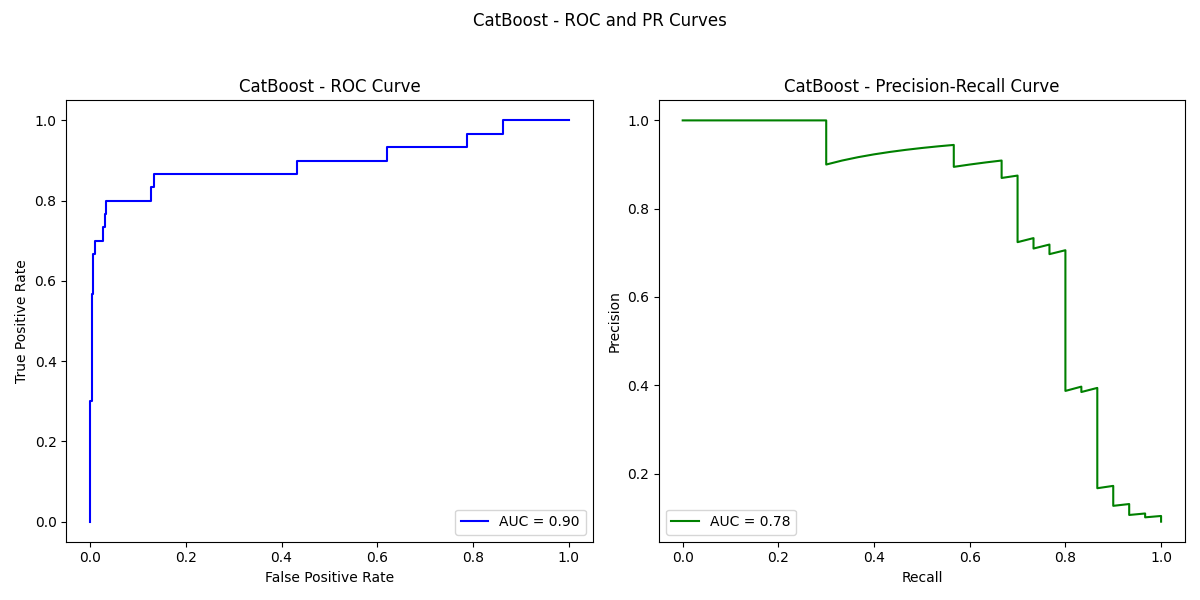 CatBoost - ROC and PR Curves
CatBoost - ROC Curve
1.0
0.8
0.6
0.4
0.2
0.0
True Positive Rate
0.0 0.2 0.4 0.6 0.8 1.0
False Positive Rate
AUC = 0.90
CatBoost - Precision-Recall Curve
1.0
0.8
0.6
0.4
0.2
Precision
0.0 0.2 0.4 0.6 0.8 1.0
Recall
AUC = 0.78